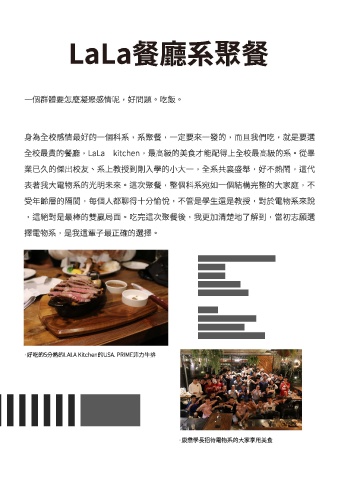 LaLa餐廳系聚餐
一個群體要怎麼凝聚感情呢，好問題。吃飯。
身為全校感情最好的一個科系，系聚餐，一定要來一發的，而且我們吃，就是要選
全校最貴的餐廳，LaLa kitchen，最高級的美食才能配得上全校最高級的系。從畢
業已久的傑出校友、系上教授到剛入學的小大一，全系共襄盛舉，好不熱鬧，這代
表著我大電物系的光明未來。這次聚餐，整個科系宛如一個結構完整的大家庭，不
受年齡層的隔閡，每個人都聊得十分愉悅，不管是學生還是教授，對於電物系來說
，這絕對是最棒的雙贏局面。吃完這次聚餐後，我更加清楚地了解到，當初志願選
擇電物系，是我這輩子最正確的選擇。
·好吃的5分熟的LALA Kitchen的USA. PRIME菲力牛排
學長招待電物系的大家享用美食